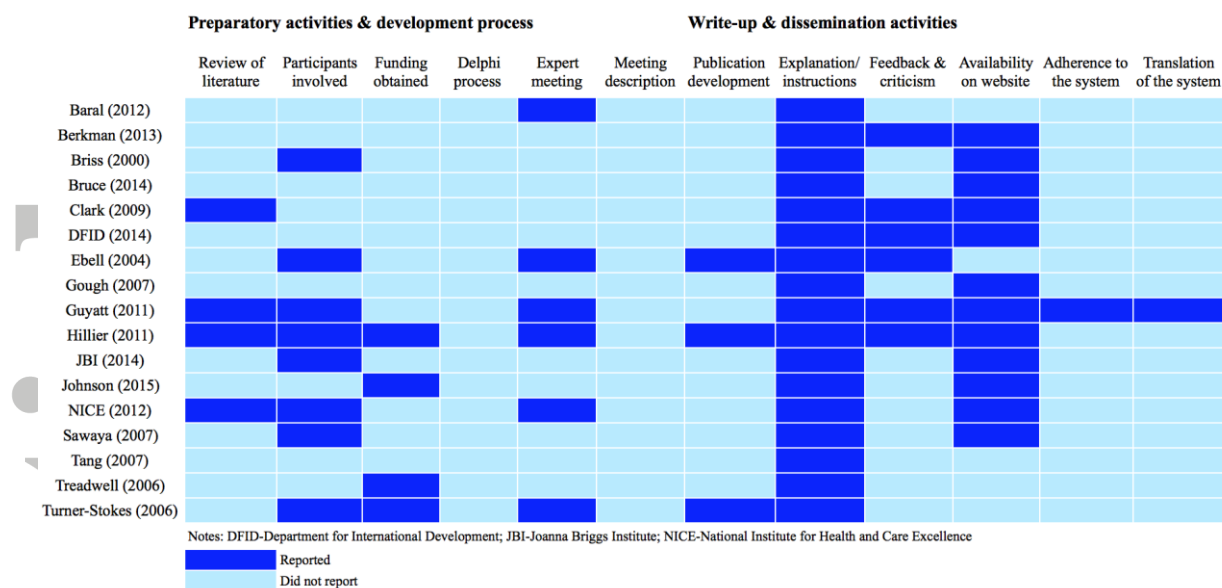 Preparatory activities & development process Write-up & dissemination activities
Review of literature Participants involved Funding obtained Delphi process Expert meeting Meeting description Publication development Explanation/ instructions Feedback & criticism Availability on website Adherence to the system Translation of the system
Baral (2012)
Berkman (2013)
Briss (2000)
Bruce (2014)
Clark (2009)
DFID (2014)
Ebell (2004)
Gough (2007)
Guyatt (2011)
Hillier (2011)
JBI (2014)
Johnson (2015)
NICE (2012)
Sawaya (2007)
Tang (2007)
Treadwell (2006)
Turner-Stokes (2006)
Notes: DFID-Department for International Development; JBI-Joanna Briggs Institute; NICE-National Institute for Health and Care Excellence
Reported
Did not report